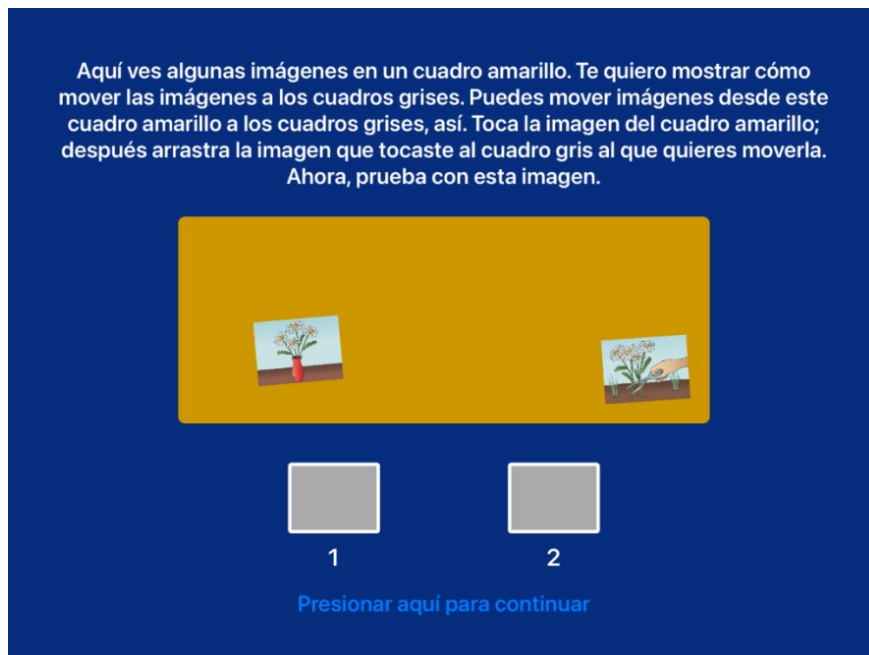 Aquí ves algunas imágenes en un cuadro amarillo. Te quiero mostrar cómo
mover las imágenes a los cuadros grises. Puedes mover imágenes desde este
cuadro amarillo a los cuadros grises, así. Toca la imagen del cuadro amarillo;
después arrastra la imagen que tocaste al cuadro gris al que quieres moverla.
Ahora, prueba con esta imagen.
1 2
Presionar aquí para continuar